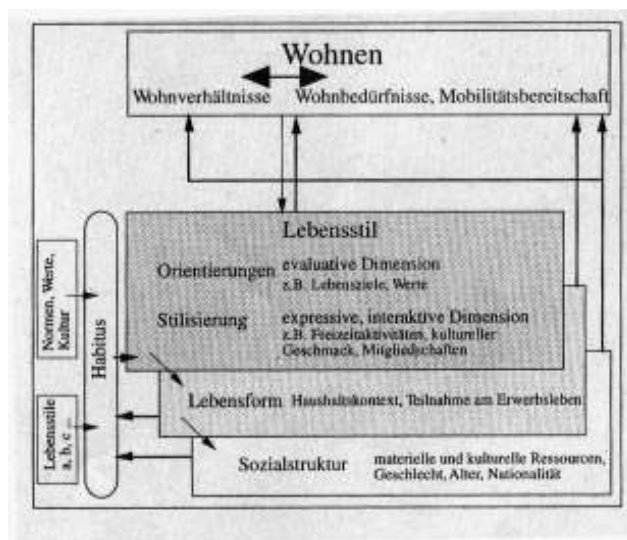 Wohnen
Wohnverhältnisse Wohnbedürfnisse, Mobilitätsbereitschaft
Lebensstil
Orientierungen evaluative Dimension
z.B. Lebensziele, Werte
Stilisierung expressive, interaktive Dimension
z.B. Freizeitaktivitäten, kultureller
Geschmack, Mitgliedschaften
Normen, Werte,
Kultur
Habitus
Lebensstile
a, b, c ...
Lebensform Haushaltskontext, Teilnahme am Erwerbsleben
Sozialstruktur materielle und kulturelle Ressourcen,
Geschlecht, Alter, Nationalität